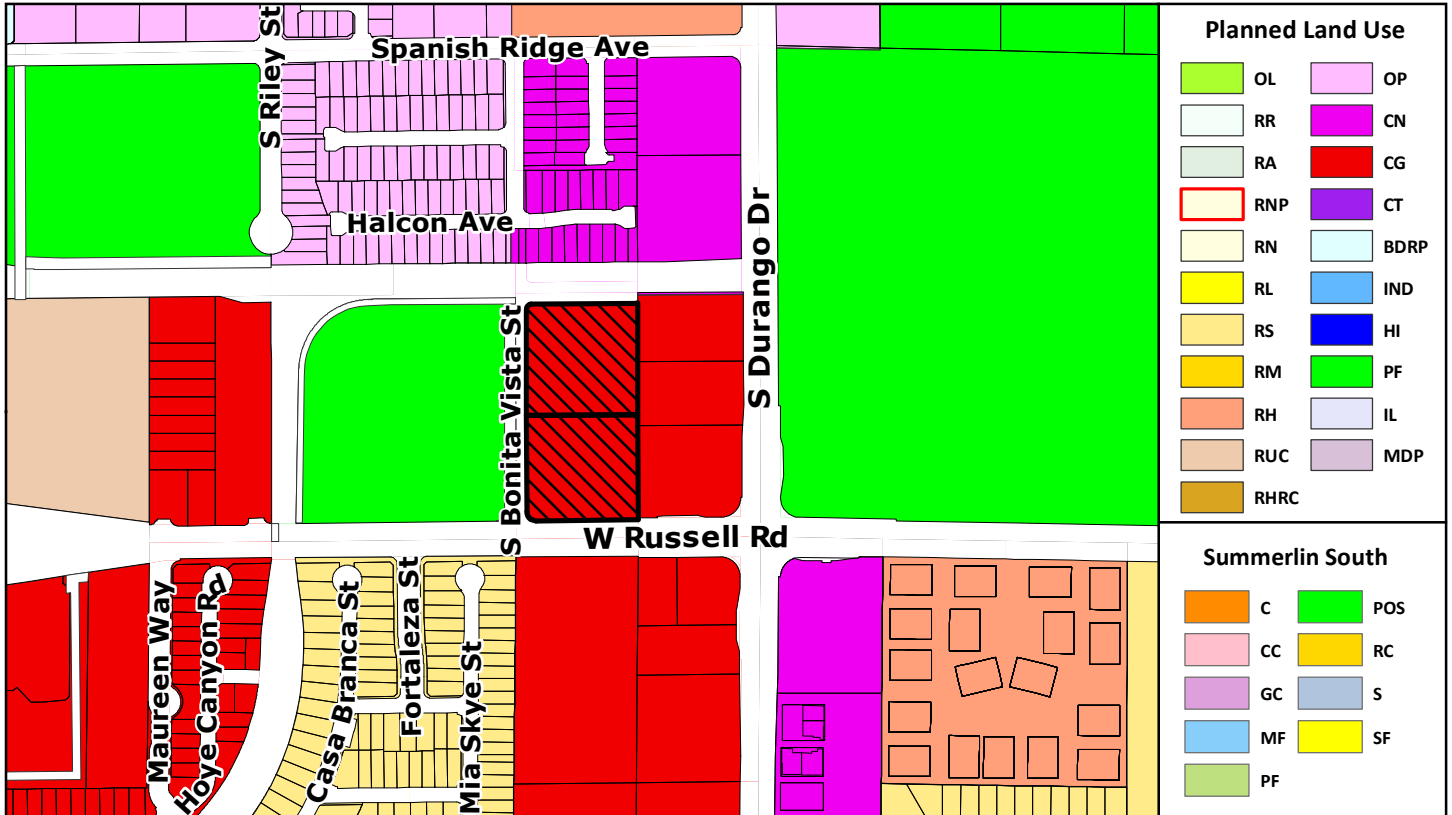 Spanish Ridge Ave
S Riley St
Halcon Ave
S Durango Dr
S Bonita Vista St
W Russell Rd
Maureen Way
Hoye Canyon Rd
Casa Branca St
Fortaleza St
Mia Skye St
Planned Land Use
OL
OP
RR
CN
RA
CG
RNP
CT
RN
BDRP
RL
IND
RS
HI
RM
PF
RH
IL
RUC
MDP
RHRC
Summerlin South
C
POS
CC
RC
GC
S
MF
SF
PF